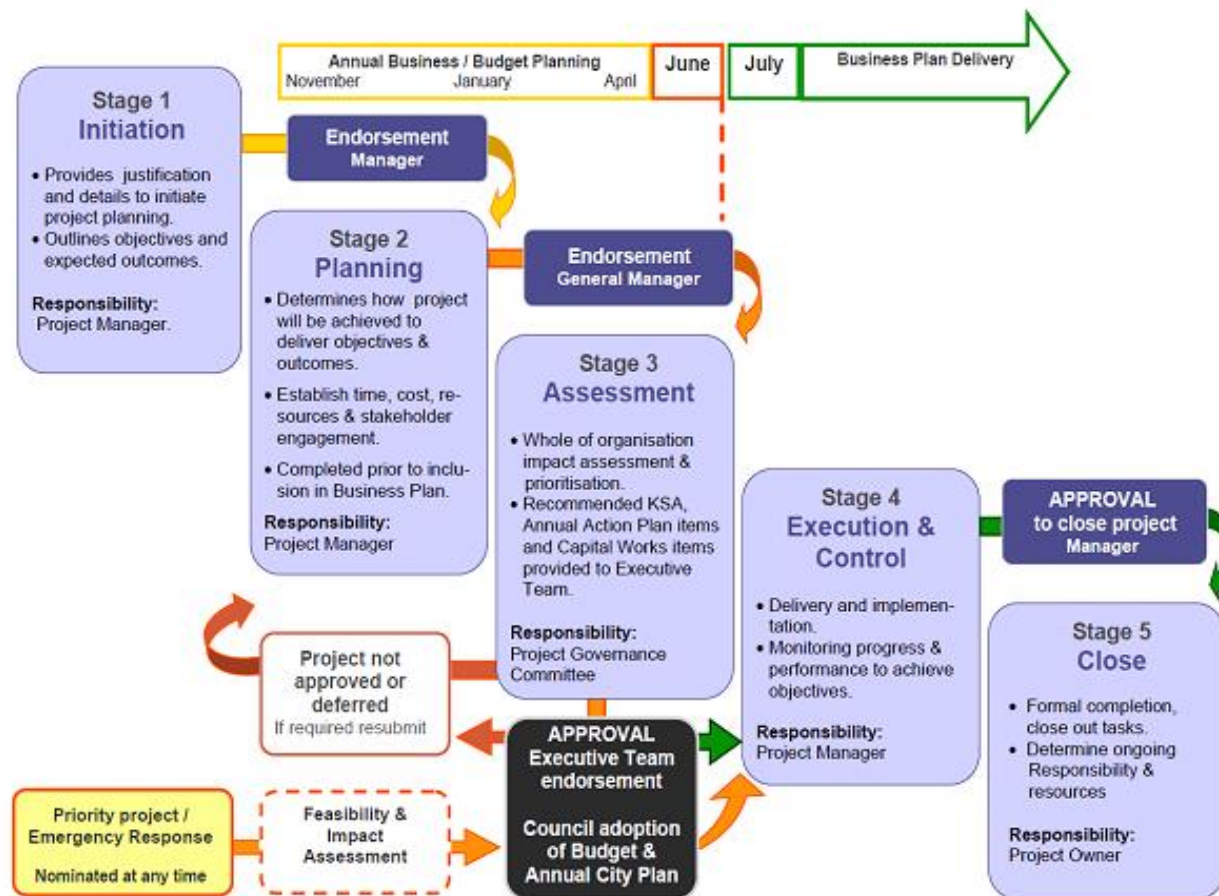 Annual Business / Budget Planning
November January April
June
July
Business Plan Delivery
Stage 1
Initiation
• Provides justification
and details to initiate
project planning.
• Outlines objectives and
expected outcomes.
Responsibility:
Project Manager.
Endorsement
Manager
Stage 2
Planning
• Determines how project
will be achieved to
deliver objectives &
outcomes.
• Establish time, cost, re-
sources & stakeholder
engagement.
• Completed prior to inclu-
sion in Business Plan.
Responsibility:
Project Manager
Endorsement
General Manager
Stage 3
Assessment
• Whole of organisation
impact assessment &
prioritisation.
• Recommended KSA,
Annual Action Plan items
and Capital Works items
provided to Executive
Team.
Responsibility:
Project Governance
Committee
Stage 4
Execution &
Control
• Delivery and implemen-
tation.
• Monitoring progress &
performance to achieve
objectives.
Responsibility:
Project Manager
APPROVAL
to close project
Manager
Stage 5
Close
• Formal completion,
close out tasks.
• Determine ongoing
Responsibility &
resources
Responsibility:
Project Owner
Project not
approved or
deferred
If required resubmit
APPROVAL
Executive Team
endorsement
Council adoption
of Budget &
Annual City Plan
Priority project /
Emergency Response
Nominated at any time
Feasibility &
Impact
Assessment